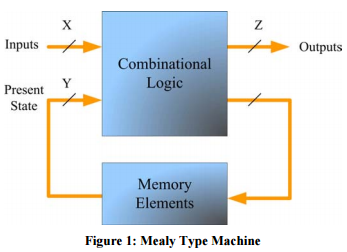 X
Z
Inputs
Outputs
Combinational
Logic
Present
State
Y
Memory
Elements
Figure 1: Mealy Type Machine